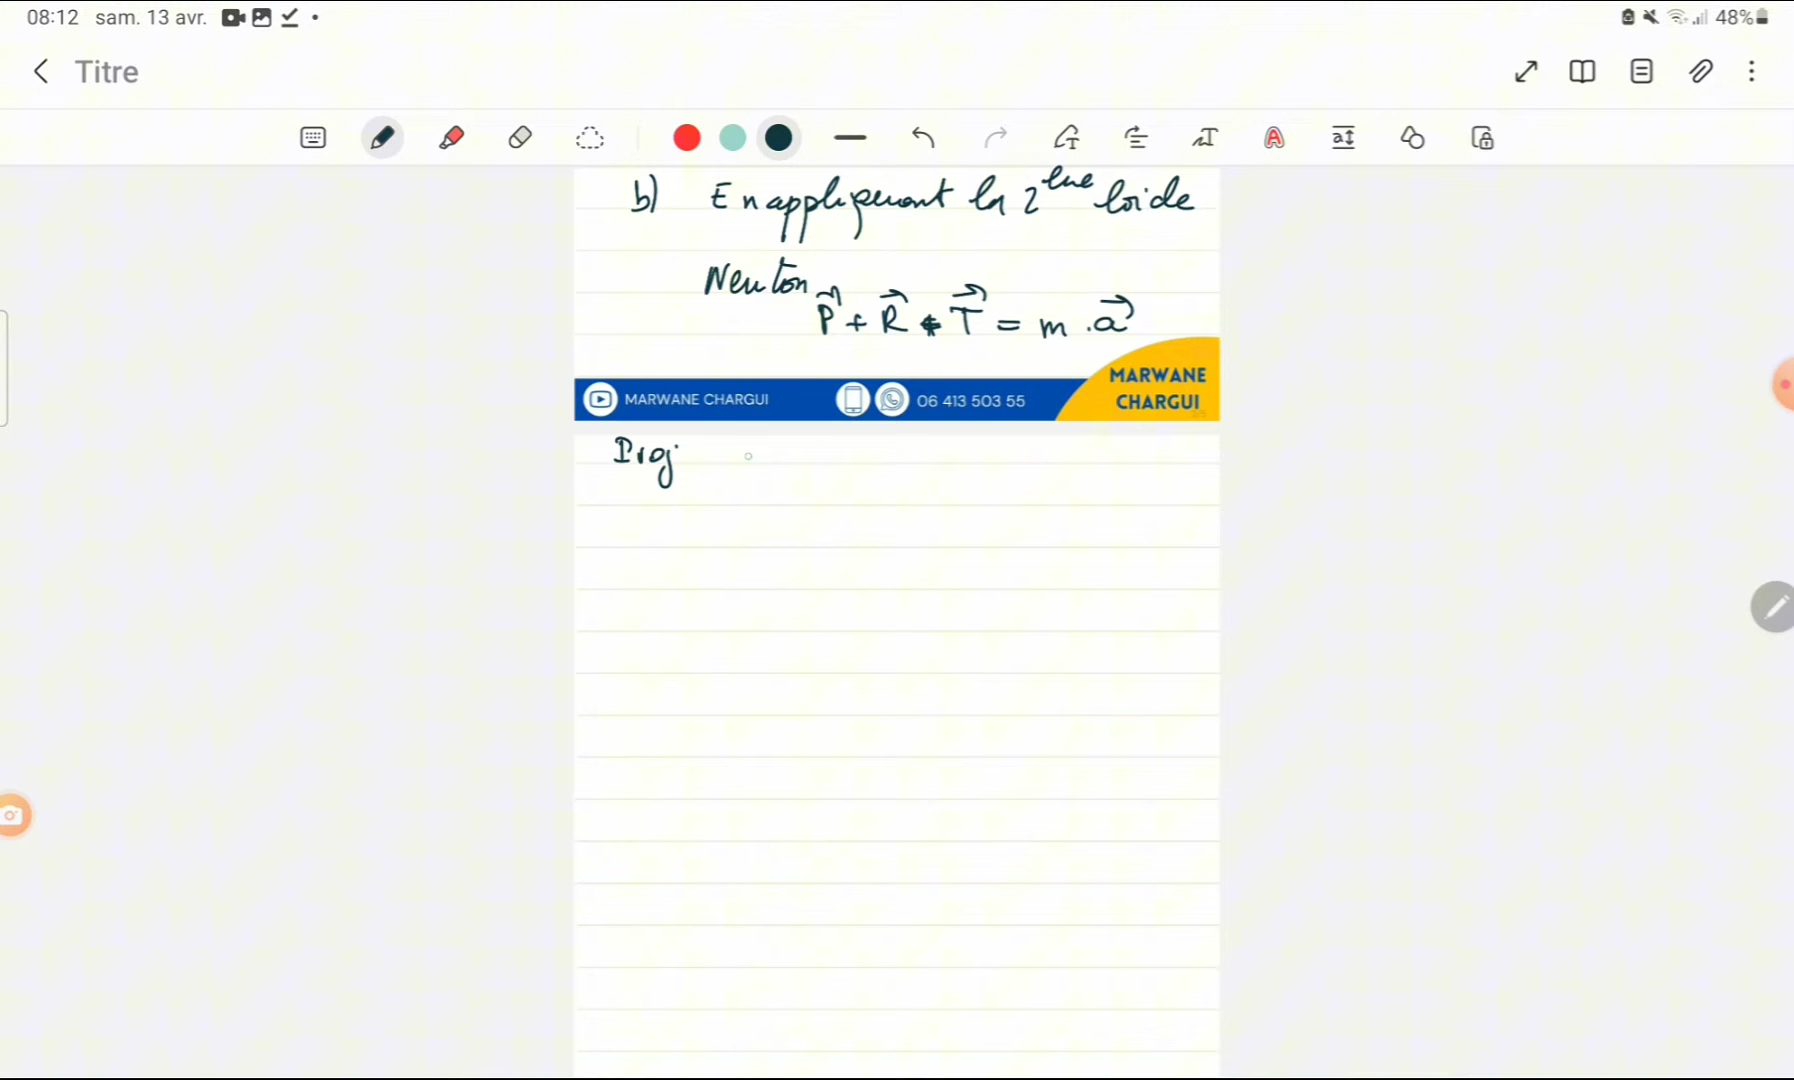 08:12 sam. 13 avr. 48%
Titre
b) En appliquant la 2ème loi de
Newton
P + R + T = m . a
MARWANE CHARGUI 06 413 503 55 MARWANE
CHARGUI
Proj